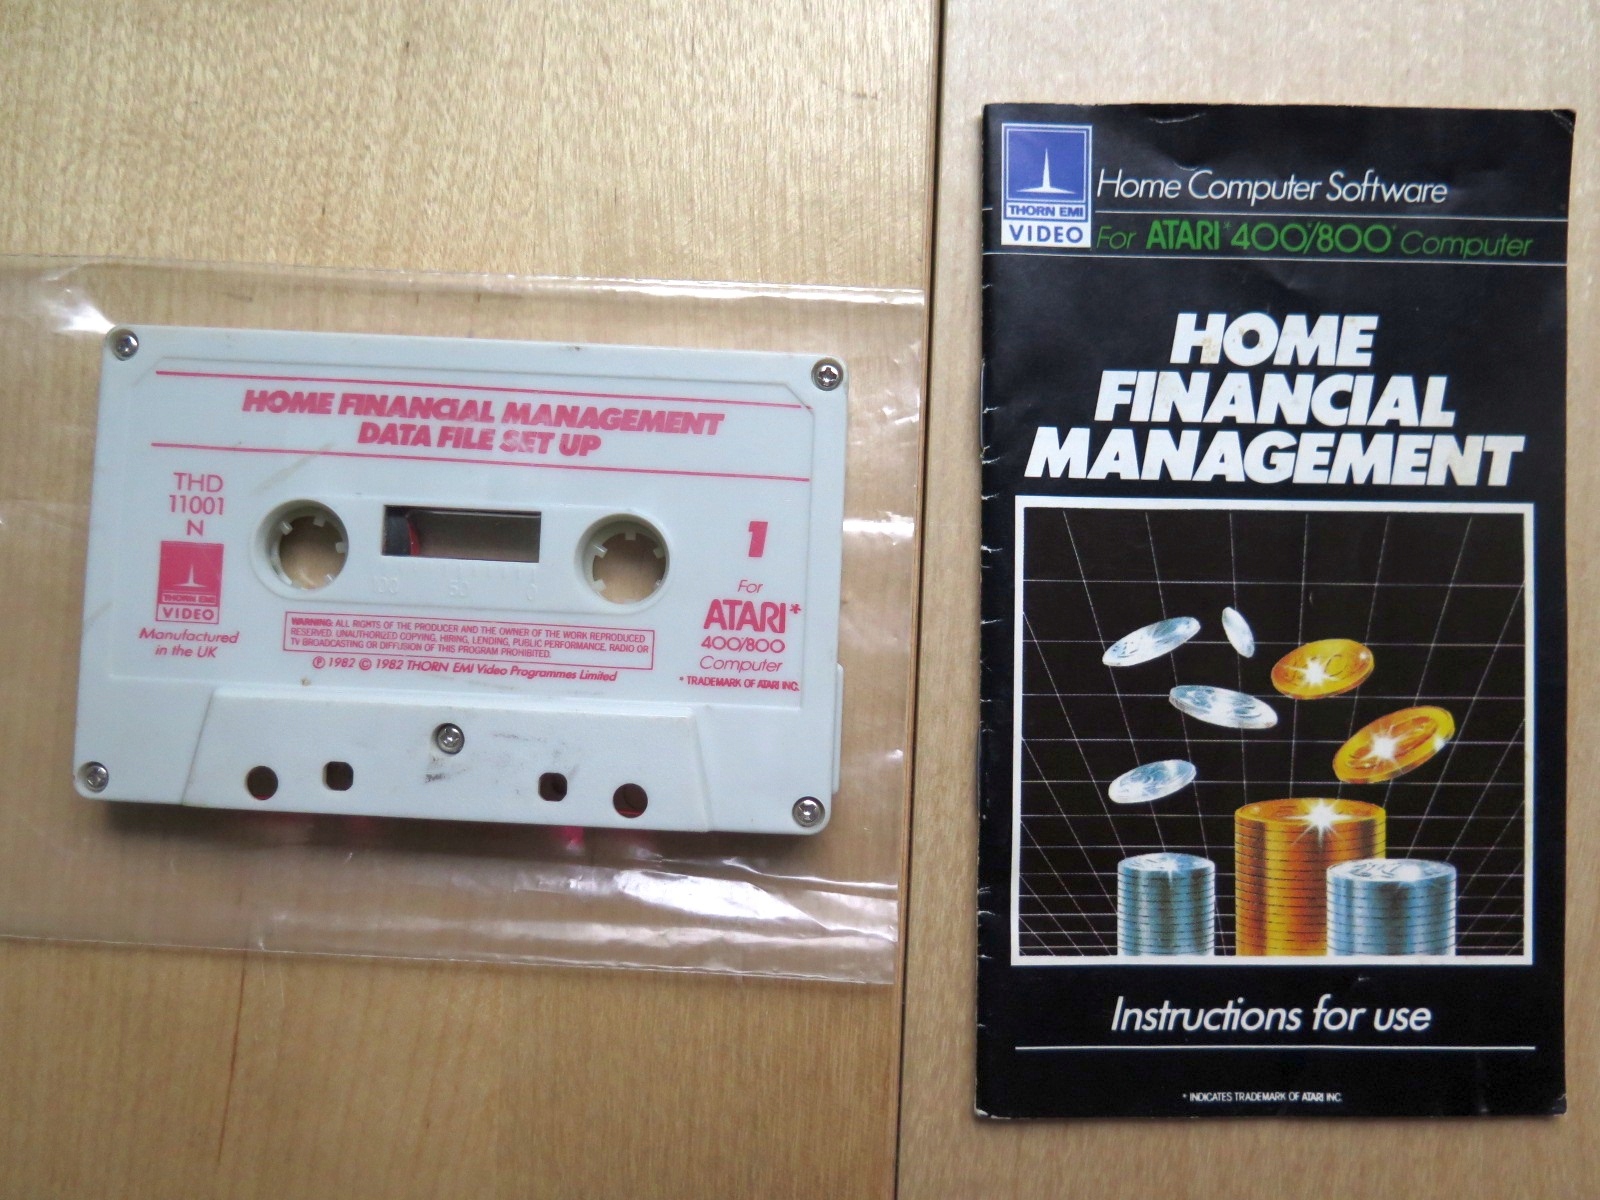 HOME FINANCIAL MANAGEMENT
DATA FILE SET UP
THD
11001
N
THORN EMI
VIDEO
Manufactured
in the UK
100 50 0
1
For
ATARI*
400/800
Computer
* TRADEMARK OF ATARI INC.
WARNING: ALL RIGHTS OF THE PRODUCER AND THE OWNER OF THE WORK REPRODUCED
RESERVED. UNAUTHORIZED COPYING, HIRING, LENDING, PUBLIC PERFORMANCE, RADIO OR
TV BROADCASTING OR DIFFUSION OF THIS PROGRAM PROHIBITED.
Ⓟ 1982 © 1982 THORN EMI Video Programmes Limited
THORN EMI
VIDEO
Home Computer Software
For ATARI* 400*/800* Computer
HOME
FINANCIAL
MANAGEMENT
Instructions for use
* INDICATES TRADEMARK OF ATARI INC.